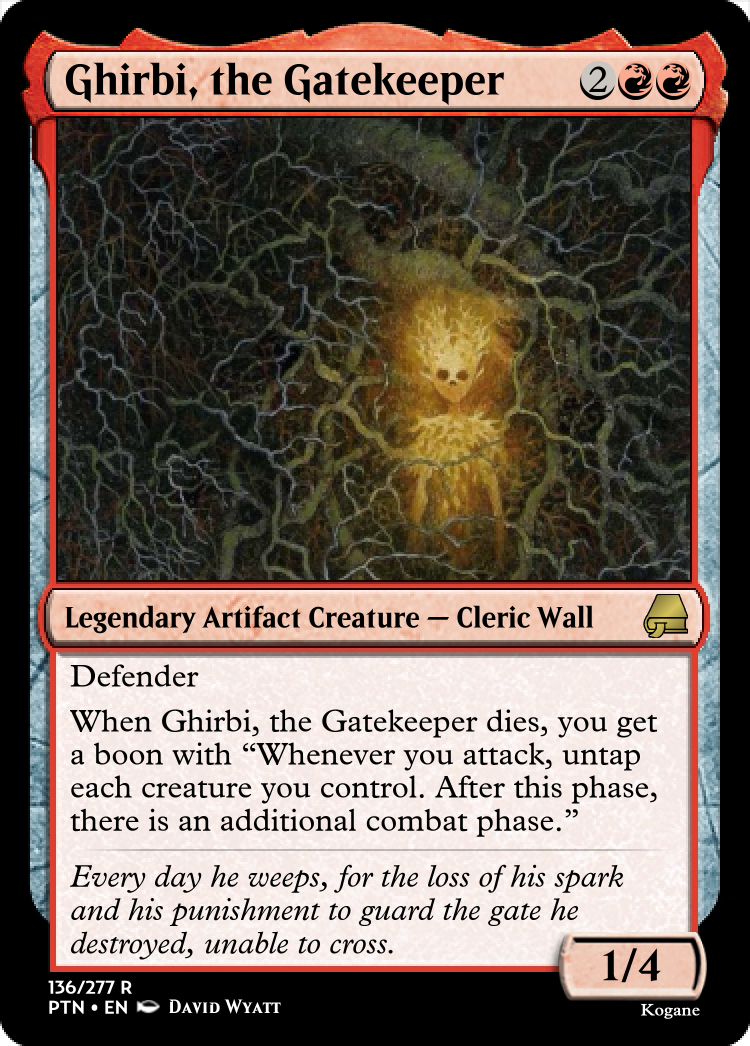 Ghirbi, the Gatekeeper 2
Legendary Artifact Creature — Cleric Wall
Defender
When Ghirbi, the Gatekeeper dies, you get
a boon with “Whenever you attack, untap
each creature you control. After this phase,
there is an additional combat phase.”
Every day he weeps, for the loss of his spark
and his punishment to guard the gate he
destroyed, unable to cross.
1/4
136/277 R
PTN • EN DAVID WYATT
Kogane